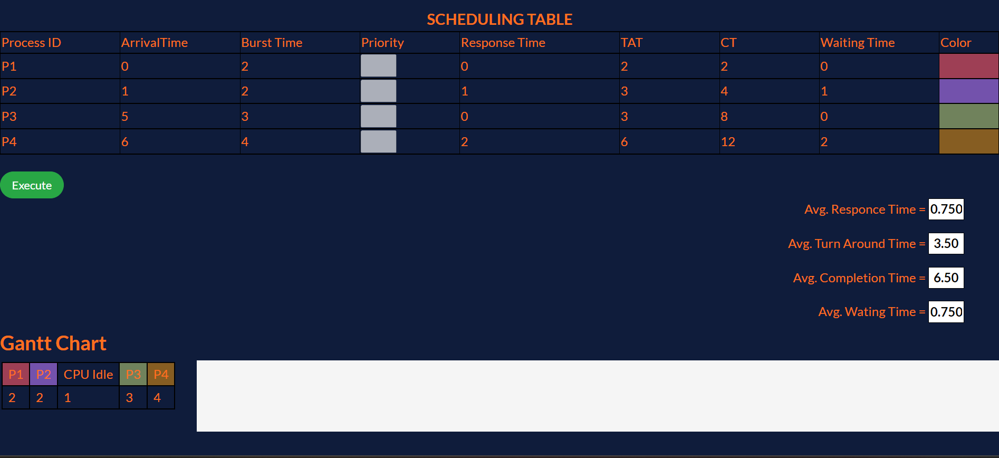 SCHEDULING TABLE
Process ID ArrivalTime Burst Time Priority Response Time TAT CT Waiting Time Color
P1 0 2 0 2 2 0
P2 1 2 1 3 4 1
P3 5 3 0 3 8 0
P4 6 4 2 6 12 2
Execute
Avg. Responce Time = 0.750
Avg. Turn Around Time = 3.50
Avg. Completion Time = 6.50
Avg. Wating Time = 0.750
Gantt Chart
P1 P2 CPU Idle P3 P4
2 2 1 3 4